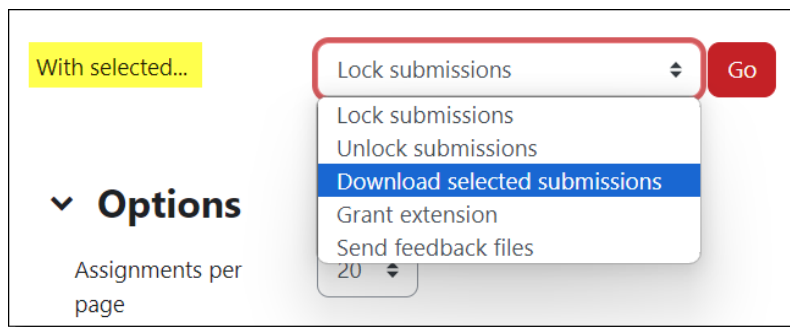 With selected...
Lock submissions
Go
Lock submissions
Unlock submissions
Download selected submissions
Grant extension
Send feedback files
Options
Assignments per
page
20